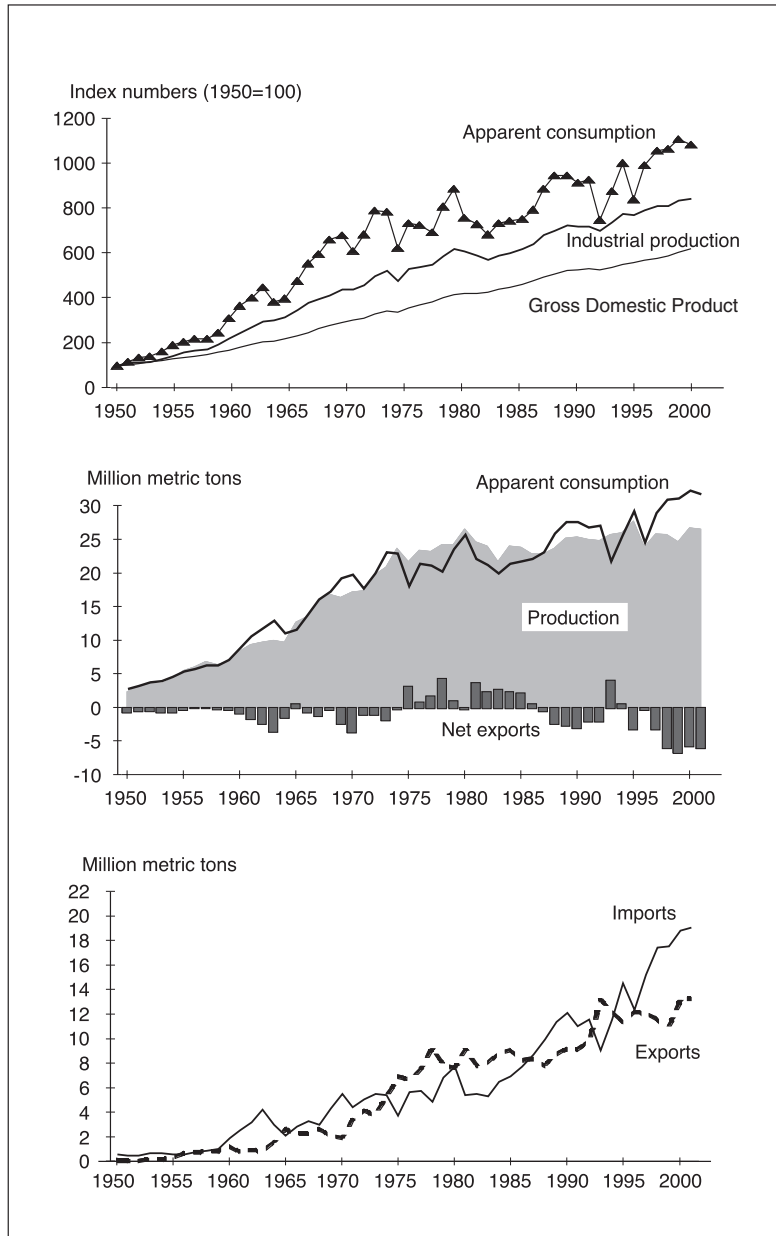 Index numbers (1950=100)
1200
1000
800
600
400
200
0
Apparent consumption
Industrial production
Gross Domestic Product
1950 1955 1960 1965 1970 1975 1980 1985 1990 1995 2000
Million metric tons
30
25
20
15
10
5
0
-5
-10
Apparent consumption
Production
Net exports
1950 1955 1960 1965 1970 1975 1980 1985 1990 1995 2000
Million metric tons
22
20
18
16
14
12
10
8
6
4
2
0
Imports
Exports
1950 1955 1960 1965 1970 1975 1980 1985 1990 1995 2000